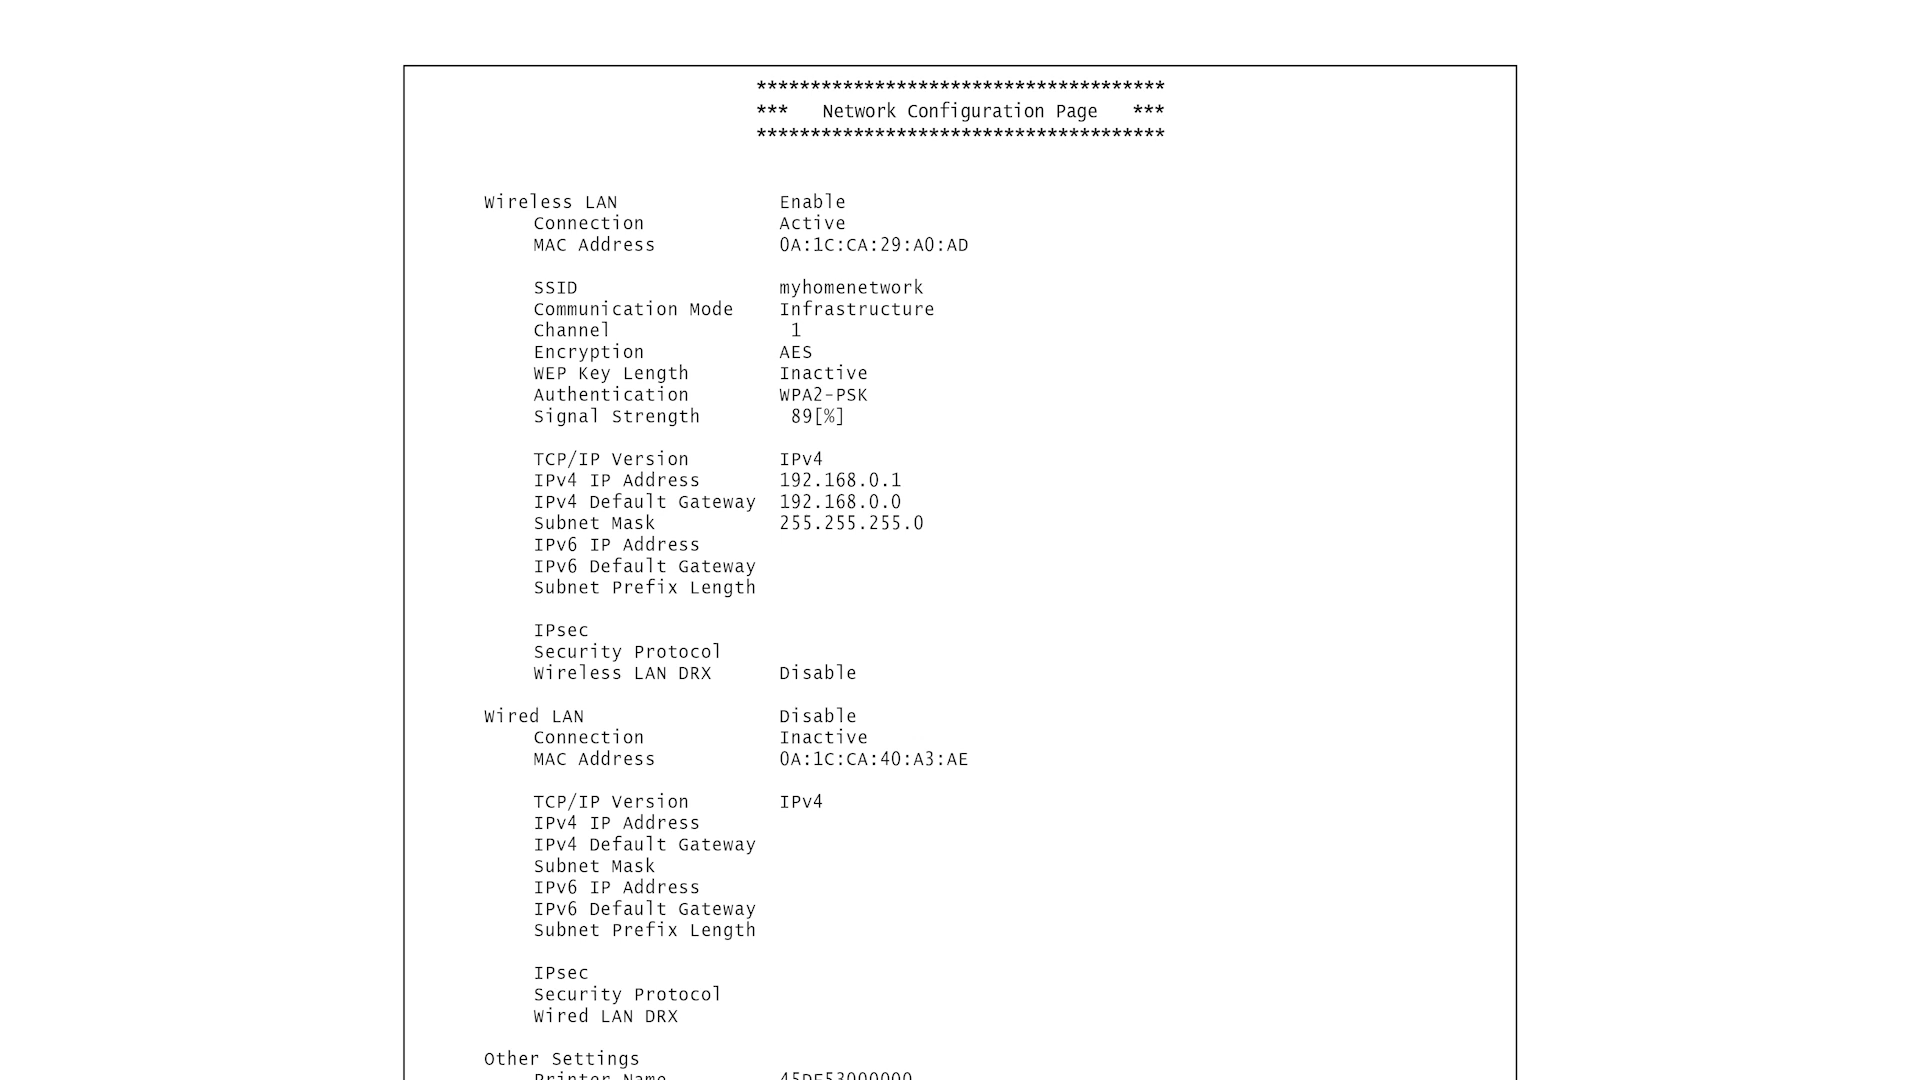 **************************************
*** Network Configuration Page ***
**************************************
Wireless LAN Enable
Connection Active
MAC Address 0A:1C:CA:29:A0:AD
SSID myhomenetwork
Communication Mode Infrastructure
Channel 1
Encryption AES
WEP Key Length Inactive
Authentication WPA2-PSK
Signal Strength 89[%]
TCP/IP Version IPv4
IPv4 IP Address 192.168.0.1
IPv4 Default Gateway 192.168.0.0
Subnet Mask 255.255.255.0
IPv6 IP Address
IPv6 Default Gateway
Subnet Prefix Length
IPsec
Security Protocol
Wireless LAN DRX Disable
Wired LAN Disable
Connection Inactive
MAC Address 0A:1C:CA:40:A3:AE
TCP/IP Version IPv4
IPv4 IP Address
IPv4 Default Gateway
Subnet Mask
IPv6 IP Address
IPv6 Default Gateway
Subnet Prefix Length
IPsec
Security Protocol
Wired LAN DRX
Other Settings
Printer Name